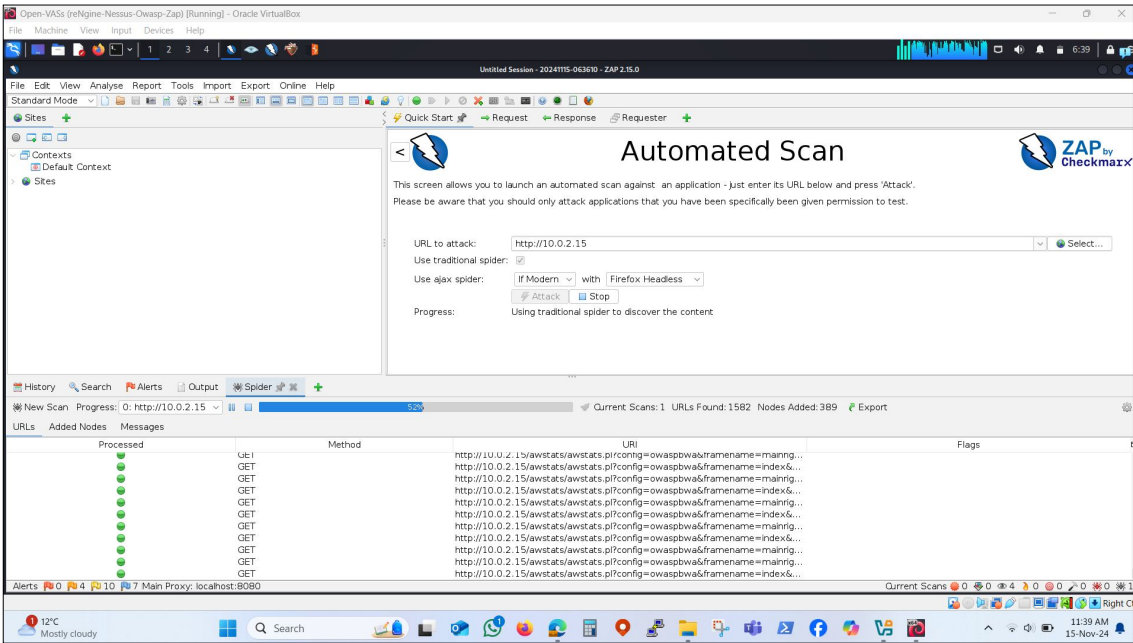 Open-VASs (reNgine-Nessus-Owasp-Zap) [Running] - Oracle VirtualBox
File Machine View Input Devices Help
1 2 3 4
6:39
Untitled Session - 20241115-063610 - ZAP 2.15.0
File Edit View Analyse Report Tools Import Export Online Help
Standard Mode
Sites
Quick Start Request Response Requester
Contexts
Default Context
Sites
<
Automated Scan
ZAP by
Checkmarx
This screen allows you to launch an automated scan against an application - just enter its URL below and press 'Attack'.
Please be aware that you should only attack applications that you have been specifically been given permission to test.
URL to attack: http://10.0.2.15 Select...
Use traditional spider:
Use ajax spider: If Modern with Firefox Headless
Attack Stop
Progress: Using traditional spider to discover the content
History Search Alerts Output Spider
New Scan Progress: 0: http://10.0.2.15 52% Current Scans: 1 URLs Found: 1582 Nodes Added: 389 Export
URLs Added Nodes Messages
Processed Method URI Flags
GET http://10.0.2.15/awstats/awstats.pl?config=owaspbwa&framename=mainrig...
GET http://10.0.2.15/awstats/awstats.pl?config=owaspbwa&framename=index&...
GET http://10.0.2.15/awstats/awstats.pl?config=owaspbwa&framename=mainrig...
GET http://10.0.2.15/awstats/awstats.pl?config=owaspbwa&framename=index&...
GET http://10.0.2.15/awstats/awstats.pl?config=owaspbwa&framename=mainrig...
GET http://10.0.2.15/awstats/awstats.pl?config=owaspbwa&framename=index&...
GET http://10.0.2.15/awstats/awstats.pl?config=owaspbwa&framename=mainrig...
GET http://10.0.2.15/awstats/awstats.pl?config=owaspbwa&framename=index&...
GET http://10.0.2.15/awstats/awstats.pl?config=owaspbwa&framename=mainrig...
GET http://10.0.2.15/awstats/awstats.pl?config=owaspbwa&framename=mainrig...
GET http://10.0.2.15/awstats/awstats.pl?config=owaspbwa&framename=index&...
Alerts 0 4 10 7 Main Proxy: localhost:8080 Current Scans 0 0 4 0 0 0 0 1
Right Ct
1
12°C
Mostly cloudy
Search
11:39 AM
15-Nov-24